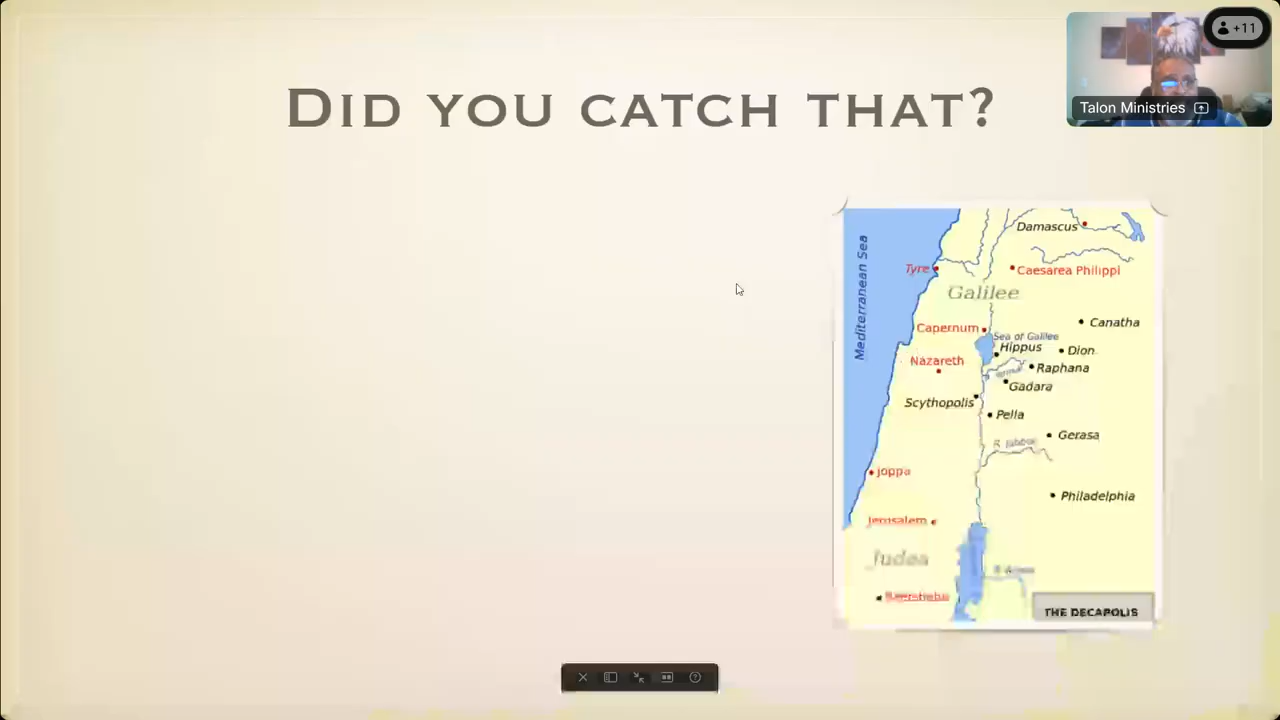 DID YOU CATCH THAT?
+11
Talon Ministries
Mediterranean Sea
Damascus
Tyre
Caesarea Philippi
Galilee
Canatha
Capernum
Sea of Galilee
Hippus
Dion
Nazareth
Raphana
Gadara
Scythopolis
Pella
Gerasa
R. Jabbok
Joppa
Philadelphia
Jerusalem
Judea
THE DECAPOLIS